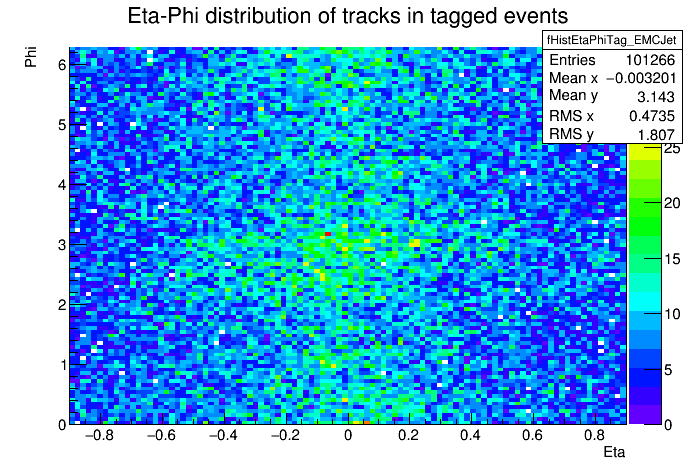 Eta-Phi distribution of tracks in tagged events
fHistEtaPhiTag_EMCJet
Entries 101266
Mean x −0.003201
Mean y 3.143
RMS x 0.4735
RMS y 1.807
Phi
6
5
4
3
2
1
0
25
20
15
10
5
0
−0.8 −0.6 −0.4 −0.2 0 0.2 0.4 0.6 0.8
Eta